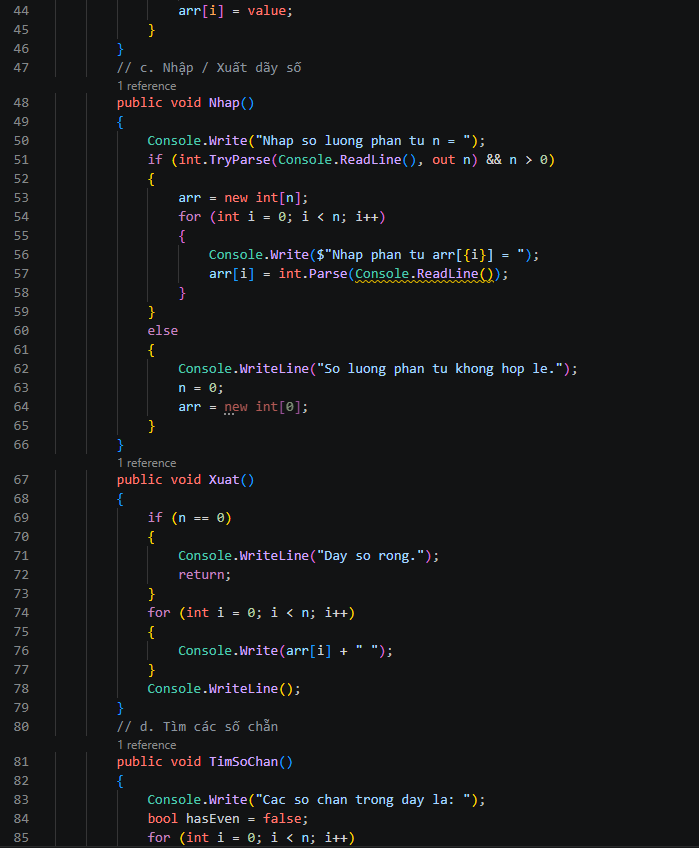 44 arr[i] = value;
45 }
46 }
47 // c. Nhập / Xuất dãy số
1 reference
48 public void Nhap()
49 {
50 Console.Write("Nhap so luong phan tu n = ");
51 if (int.TryParse(Console.ReadLine(), out n) && n > 0)
52 {
53 arr = new int[n];
54 for (int i = 0; i < n; i++)
55 {
56 Console.Write($"Nhap phan tu arr[{i}] = ");
57 arr[i] = int.Parse(Console.ReadLine());
58 }
59 }
60 else
61 {
62 Console.WriteLine("So luong phan tu khong hop le.");
63 n = 0;
64 arr = new int[0];
65 }
66 }
1 reference
67 public void Xuat()
68 {
69 if (n == 0)
70 {
71 Console.WriteLine("Day so rong.");
72 return;
73 }
74 for (int i = 0; i < n; i++)
75 {
76 Console.Write(arr[i] + " ");
77 }
78 Console.WriteLine();
79 }
80 // d. Tìm các số chẵn
1 reference
81 public void TimSoChan()
82 {
83 Console.Write("Cac so chan trong day la: ");
84 bool hasEven = false;
85 for (int i = 0; i < n; i++)